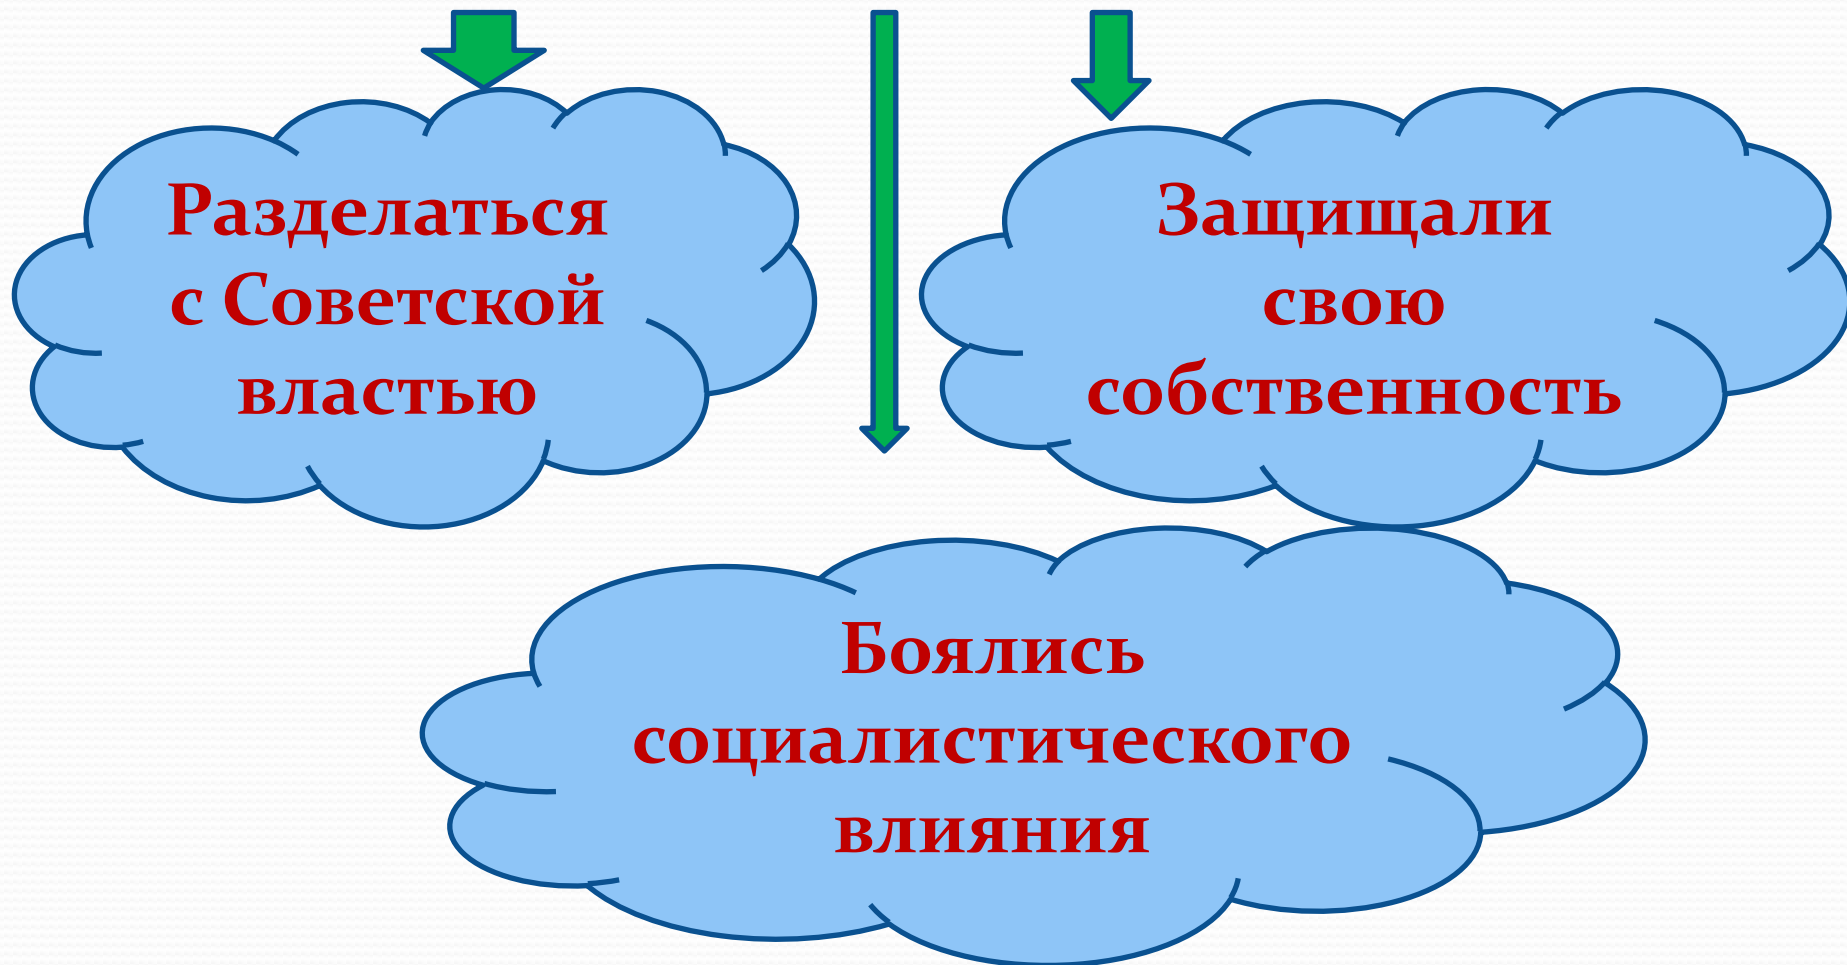 Разделаться
с Советской
властью
Защищали
свою
собственность
Боялись
социалистического
влияния